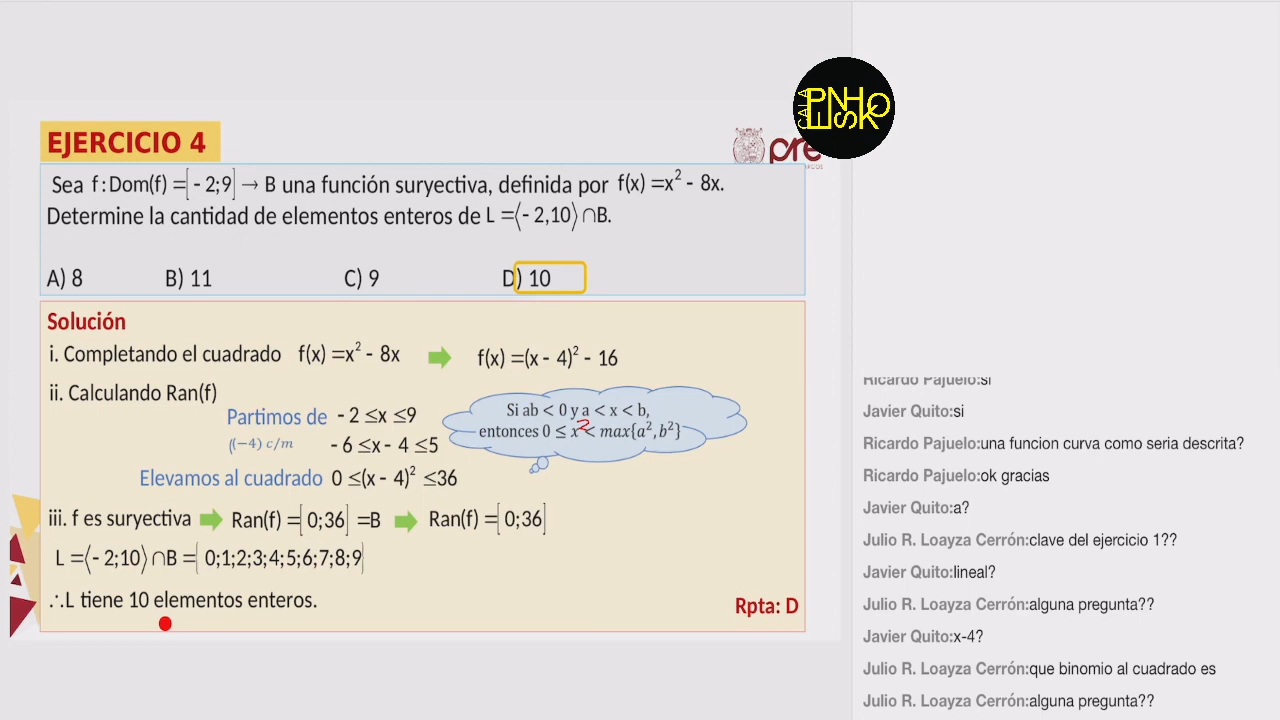 CALA
PENHSKO
EJERCICIO 4
pre
Sea f : Dom(f) =[- 2;9] → B una función suryectiva, definida por f(x) =x² - 8x.
Determine la cantidad de elementos enteros de L =⟨- 2,10⟩ ∩B.
A) 8 B) 11 C) 9 D) 10
Solución
i. Completando el cuadrado f(x) =x² - 8x f(x) =(x - 4)² - 16
ii. Calculando Ran(f)
Partimos de - 2 ≤x ≤9
((−4) c/m - 6 ≤x - 4 ≤5
Si ab < 0 y a < x < b,
entonces 0 ≤ x² < max{a², b²}
Elevamos al cuadrado 0 ≤(x - 4)² ≤36
iii. f es suryectiva Ran(f) =[ 0;36] =B Ran(f) =[ 0;36]
L =⟨- 2;10⟩ ∩B =[ 0;1;2;3;4;5;6;7;8;9]
∴L tiene 10 elementos enteros.
Rpta: D
Ricardo Pajuelo:si
Javier Quito:si
Ricardo Pajuelo:una funcion curva como seria descrita?
Ricardo Pajuelo:ok gracias
Javier Quito:a?
Julio R. Loayza Cerrón:clave del ejercicio 1??
Javier Quito:lineal?
Julio R. Loayza Cerrón:alguna pregunta??
Javier Quito:x-4?
Julio R. Loayza Cerrón:que binomio al cuadrado es
Julio R. Loayza Cerrón:alguna pregunta??